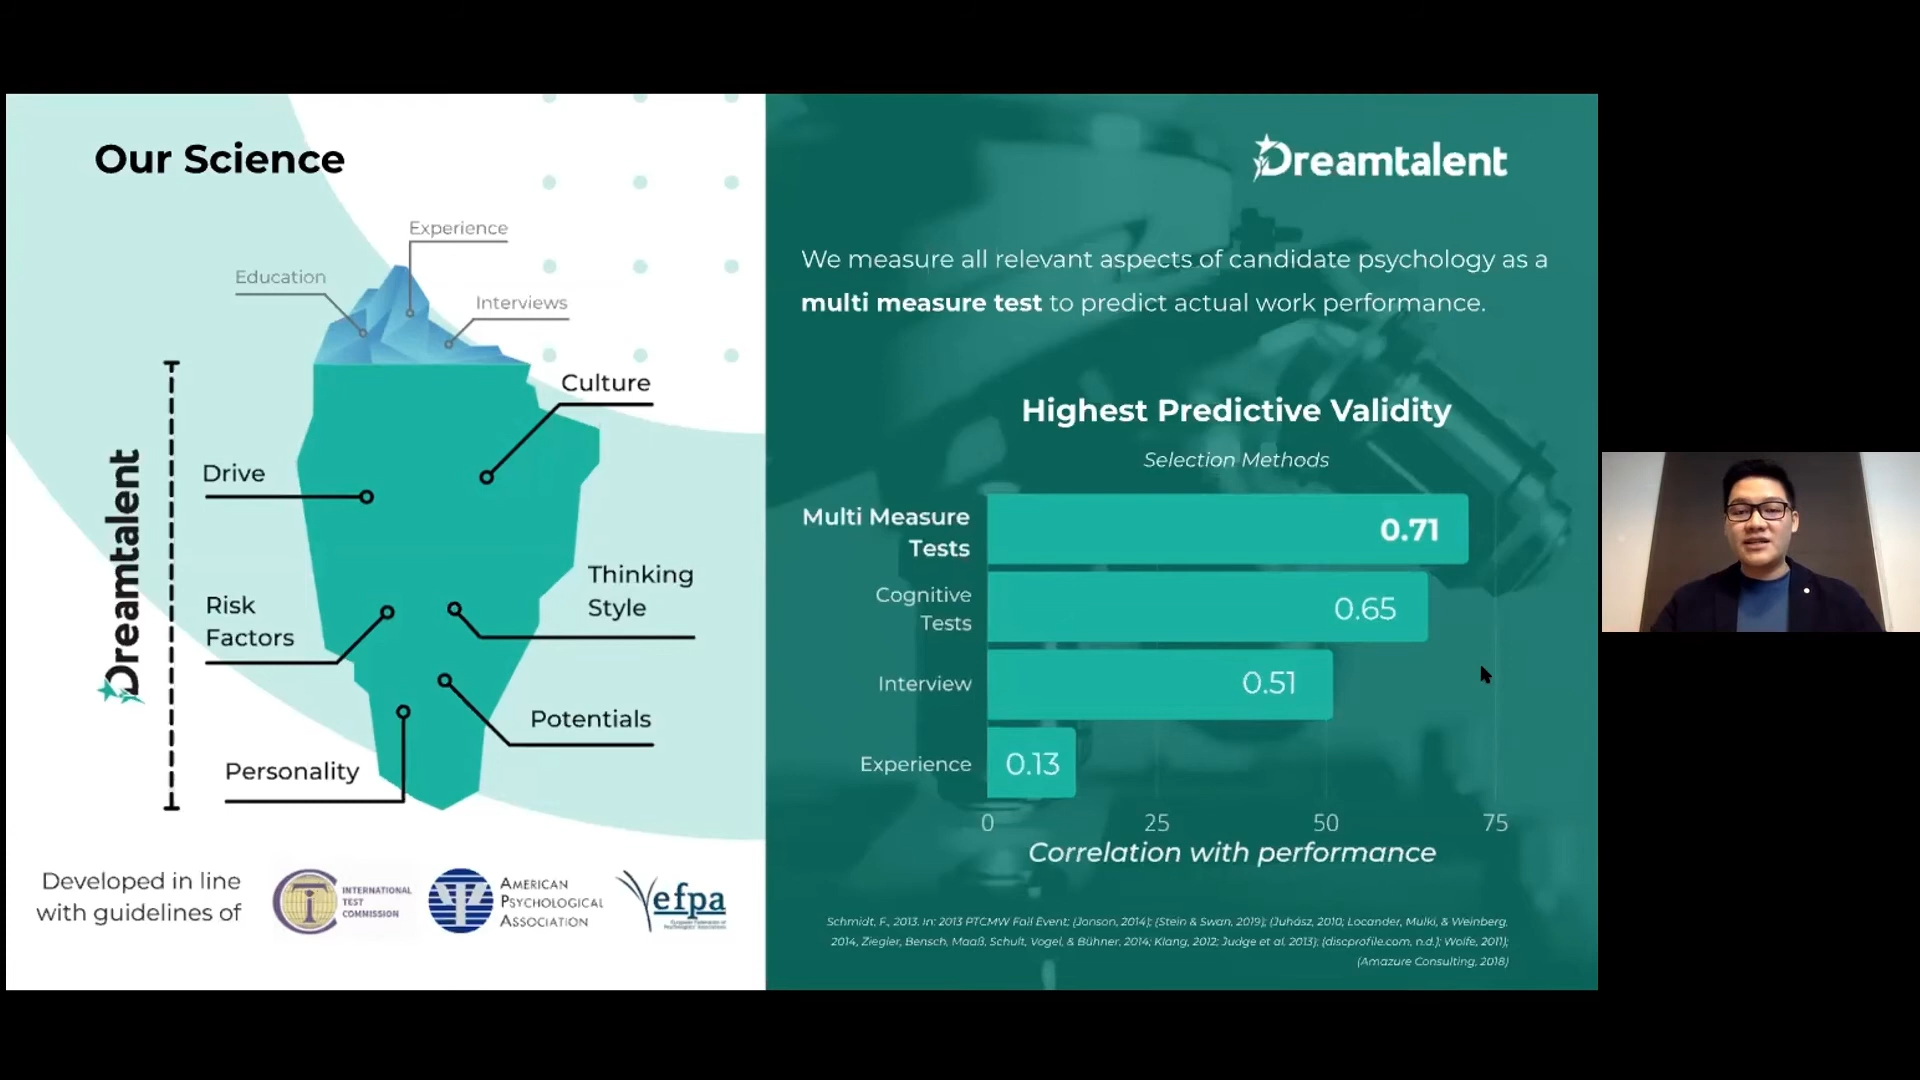 Our Science
Experience
Education
Interviews
Culture
Drive
Thinking
Style
Risk
Factors
Potentials
Personality
Dreamtalent
Developed in line
with guidelines of
INTERNATIONAL
TEST
COMMISSION
AMERICAN
PSYCHOLOGICAL
ASSOCIATION
efpa
European Federation of
Psychologists' Associations
Dreamtalent
We measure all relevant aspects of candidate psychology as a
multi measure test to predict actual work performance.
Highest Predictive Validity
Selection Methods
Multi Measure
Tests
0.71
Cognitive
Tests
0.65
Interview
0.51
Experience
0.13
0 25 50 75
Correlation with performance
Schmidt, F., 2013. In: 2013 PTCMW Fall Event; (Jonson, 2014); (Stein & Swan, 2019); (Juhász, 2010; Locander, Mulki, & Weinberg,
2014, Ziegler, Bensch, Maaß, Schult, Vogel, & Bühner, 2014; Klang, 2012; Judge et al. 2013); (discprofile.com, n.d.); Wolfe, 2011);
(Amazure Consulting, 2018)